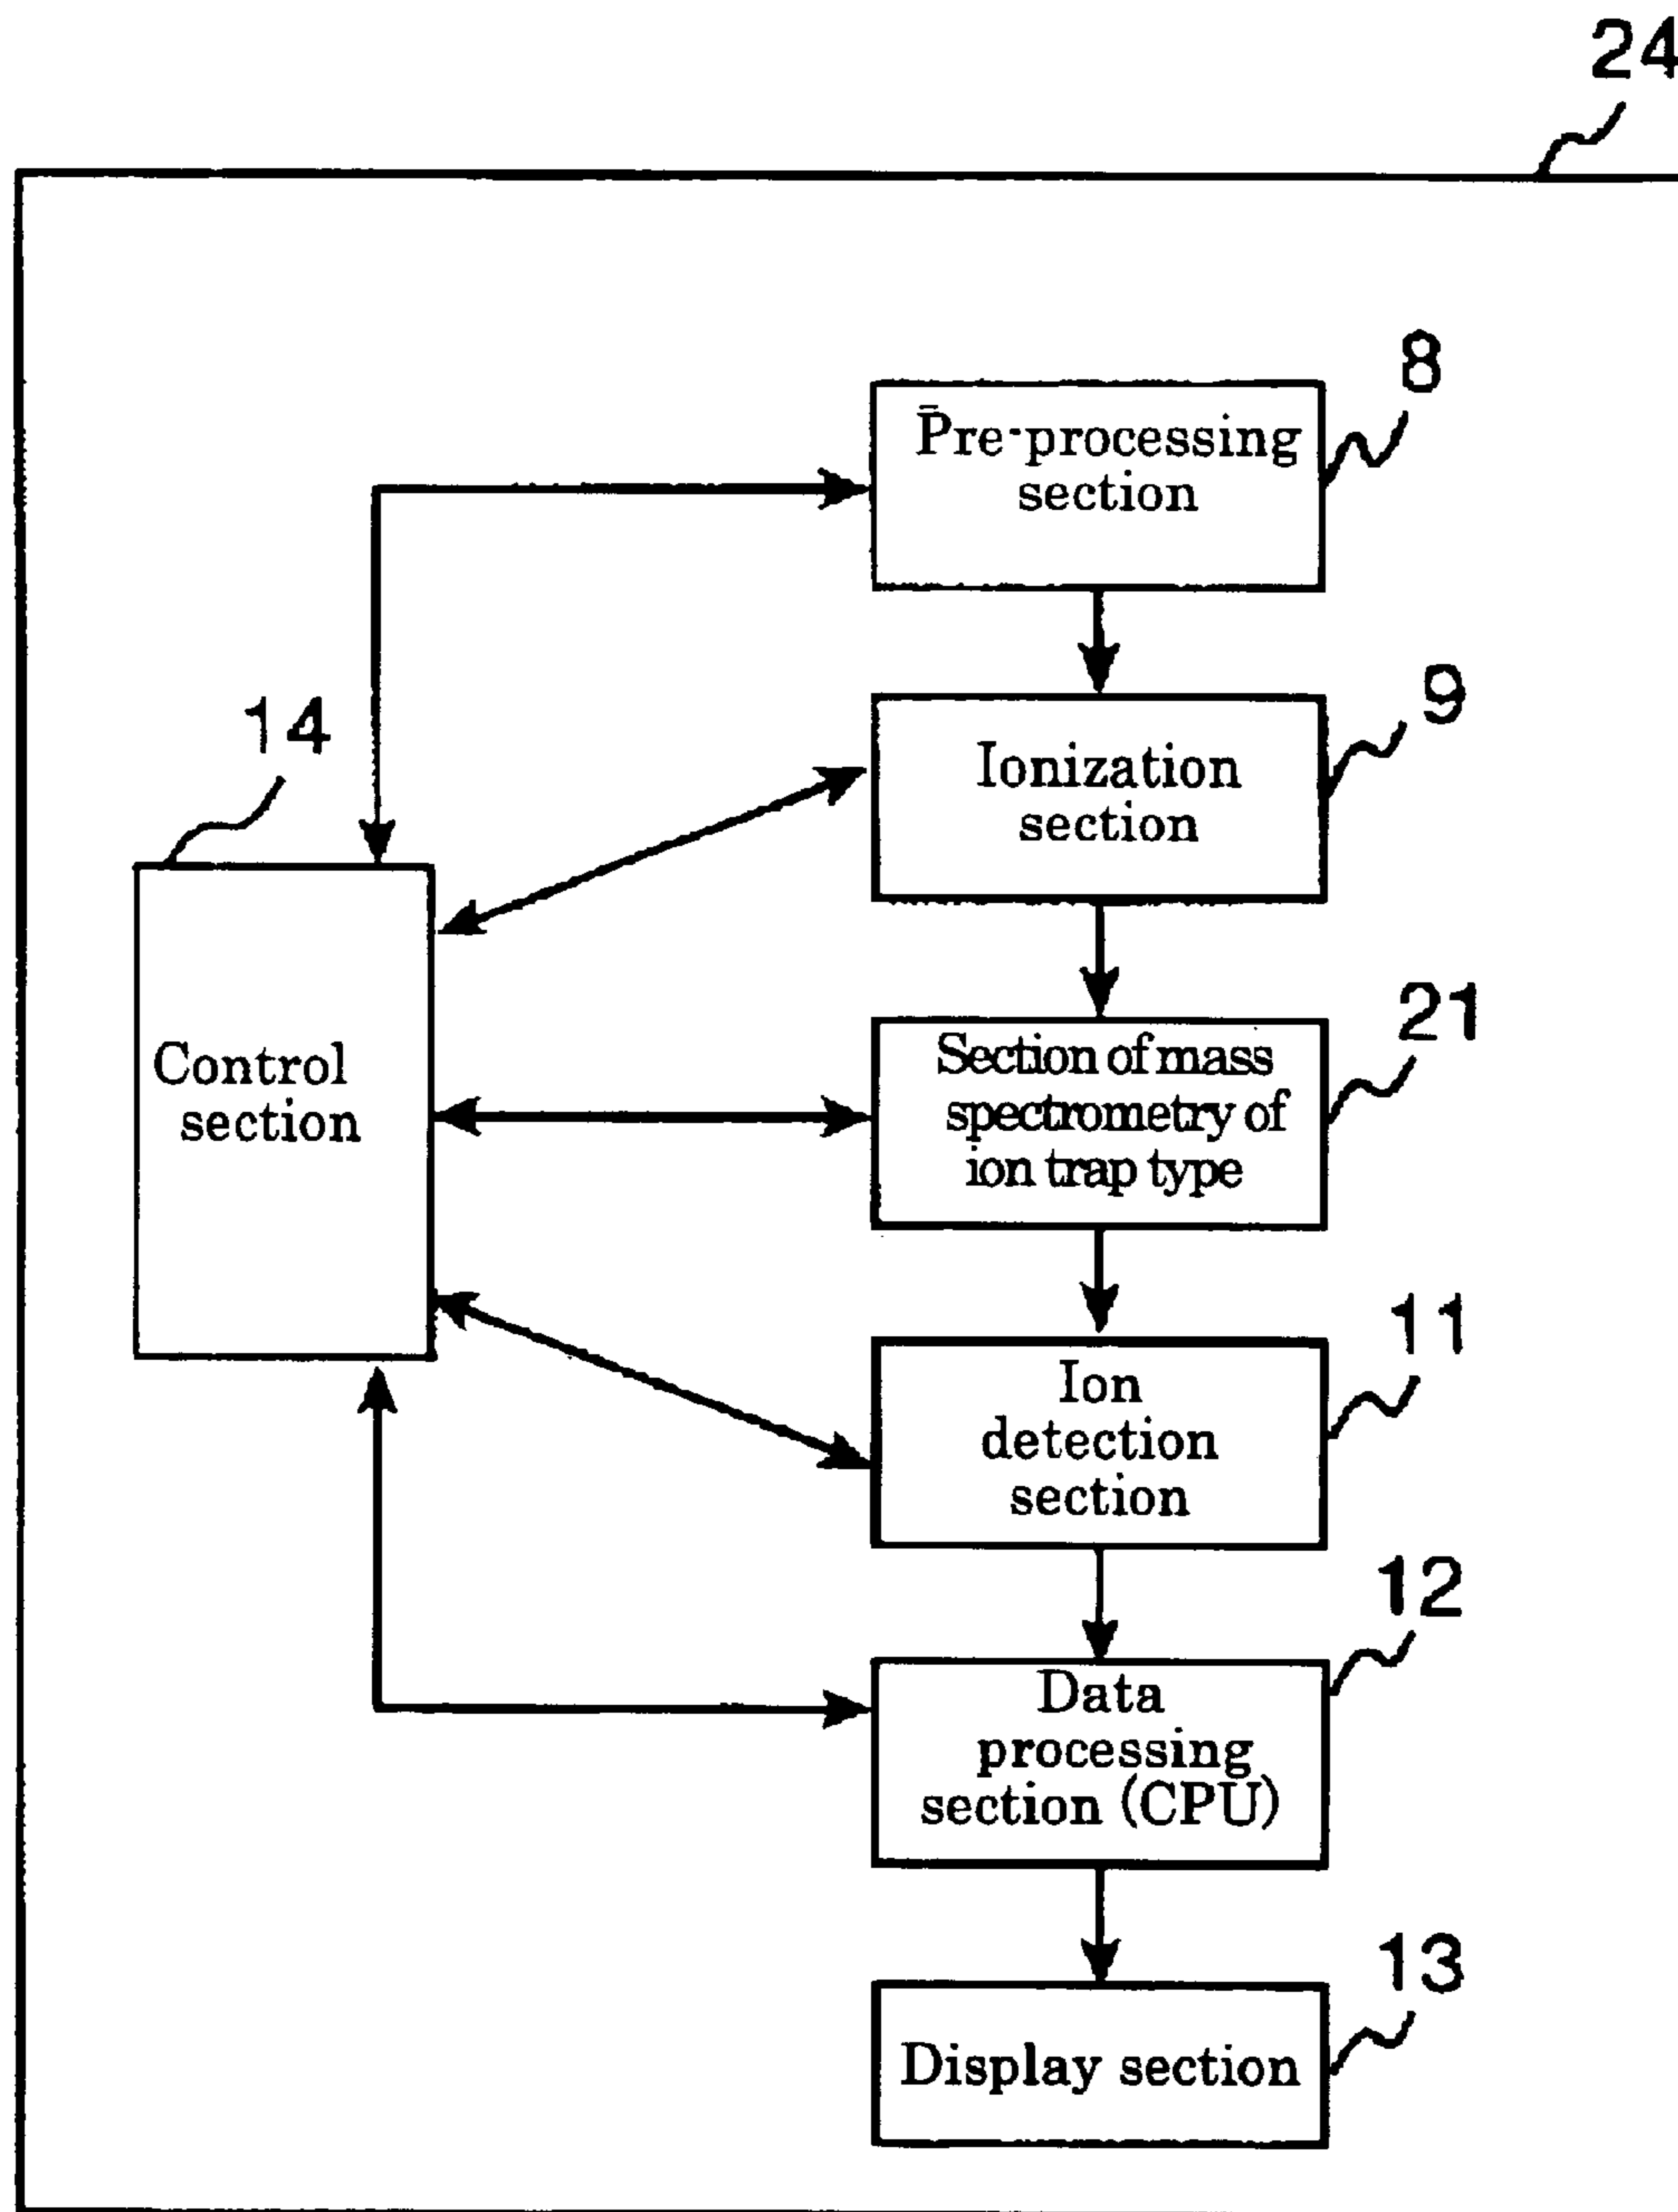 24
8
Pre-processing
section
9
Ionization
section
14
Control
section
21
Section of mass
spectrometry of
ion trap type
11
Ion
detection
section
12
Data
processing
section (CPU)
13
Display section